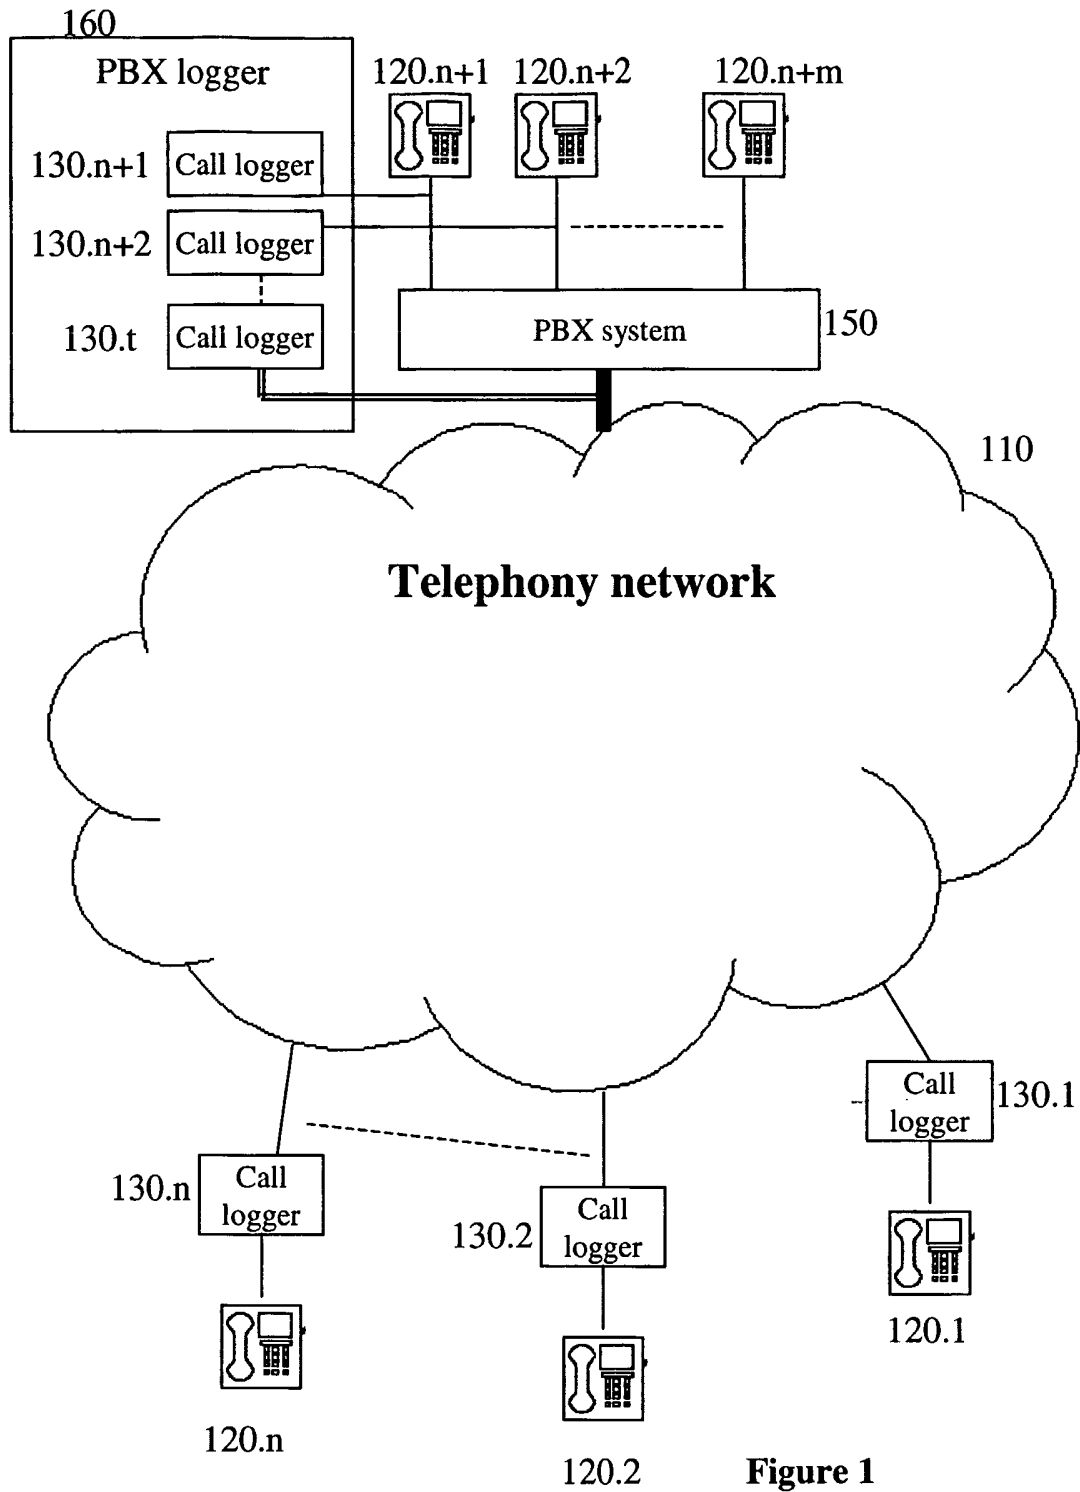 160
PBX logger
120.n+1
120.n+2
120.n+m
130.n+1
Call logger
130.n+2
Call logger
130.t
Call logger
PBX system
150
110
Telephony network
Call
logger
130.1
130.n
Call
logger
130.2
Call
logger
120.1
120.n
120.2
Figure 1